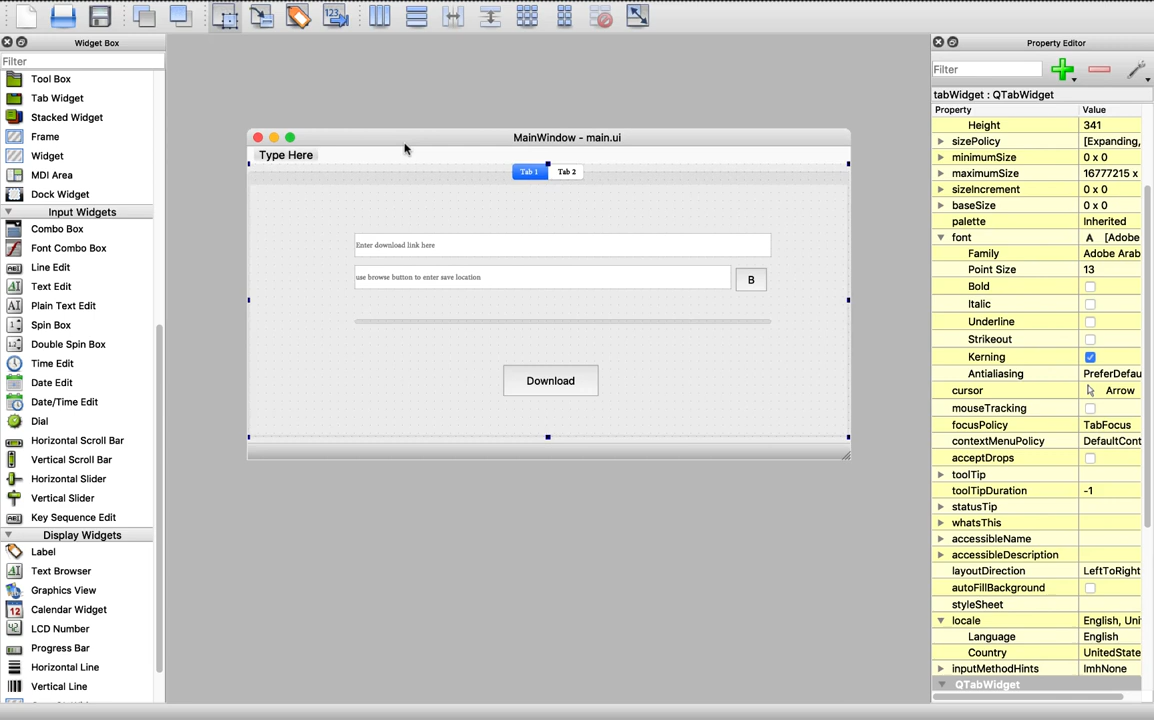 Widget Box
Filter
Tool Box
Tab Widget
Stacked Widget
Frame
Widget
MDI Area
Dock Widget
Input Widgets
Combo Box
Font Combo Box
Line Edit
Text Edit
Plain Text Edit
Spin Box
Double Spin Box
Time Edit
Date Edit
Date/Time Edit
Dial
Horizontal Scroll Bar
Vertical Scroll Bar
Horizontal Slider
Vertical Slider
Key Sequence Edit
Display Widgets
Label
Text Browser
Graphics View
Calendar Widget
LCD Number
Progress Bar
Horizontal Line
Vertical Line
MainWindow - main.ui
Type Here
Tab 1 Tab 2
Enter download link here
use browse button to enter save location
B
Download
Property Editor
Filter
tabWidget : QTabWidget
Property Value
Height 341
sizePolicy [Expanding,
minimumSize 0 x 0
maximumSize 16777215 x
sizeIncrement 0 x 0
baseSize 0 x 0
palette Inherited
font A [Adobe
Family Adobe Arab
Point Size 13
Bold
Italic
Underline
Strikeout
Kerning
Antialiasing PreferDefau
cursor Arrow
mouseTracking
focusPolicy TabFocus
contextMenuPolicy DefaultCont
acceptDrops
toolTip
toolTipDuration -1
statusTip
whatsThis
accessibleName
accessibleDescription
layoutDirection LeftToRight
autoFillBackground
styleSheet
locale English, Uni
Language English
Country UnitedState
inputMethodHints ImhNone
QTabWidget